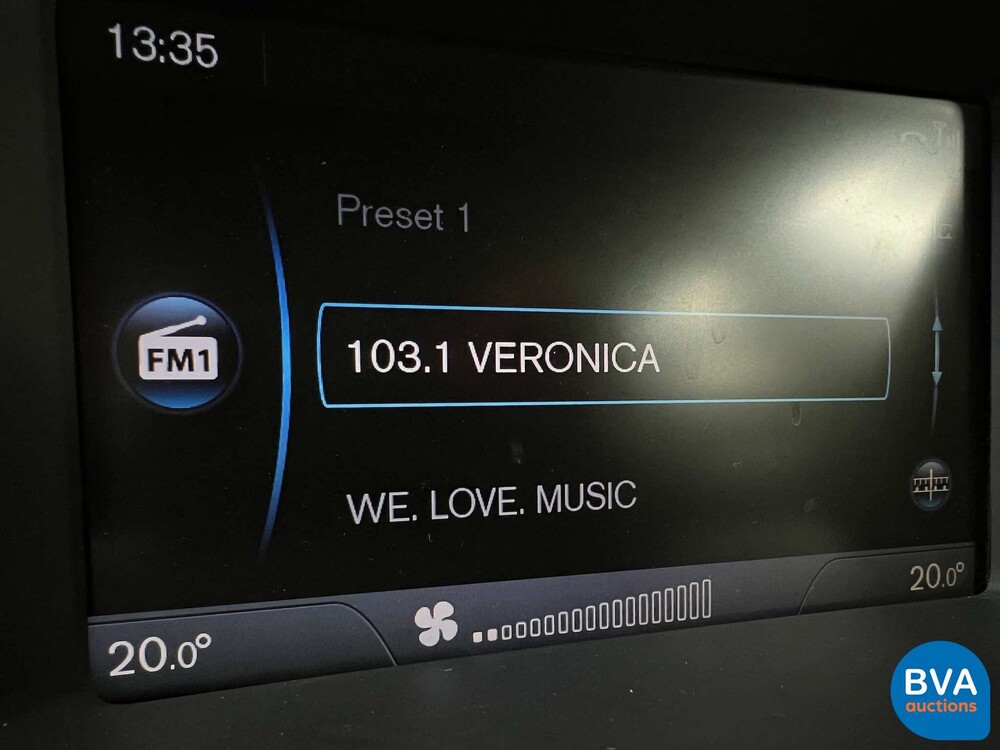 13:35
Preset 1
FM1
103.1 VERONICA
WE. LOVE. MUSIC
20.0°
20.0°
BVA
auctions